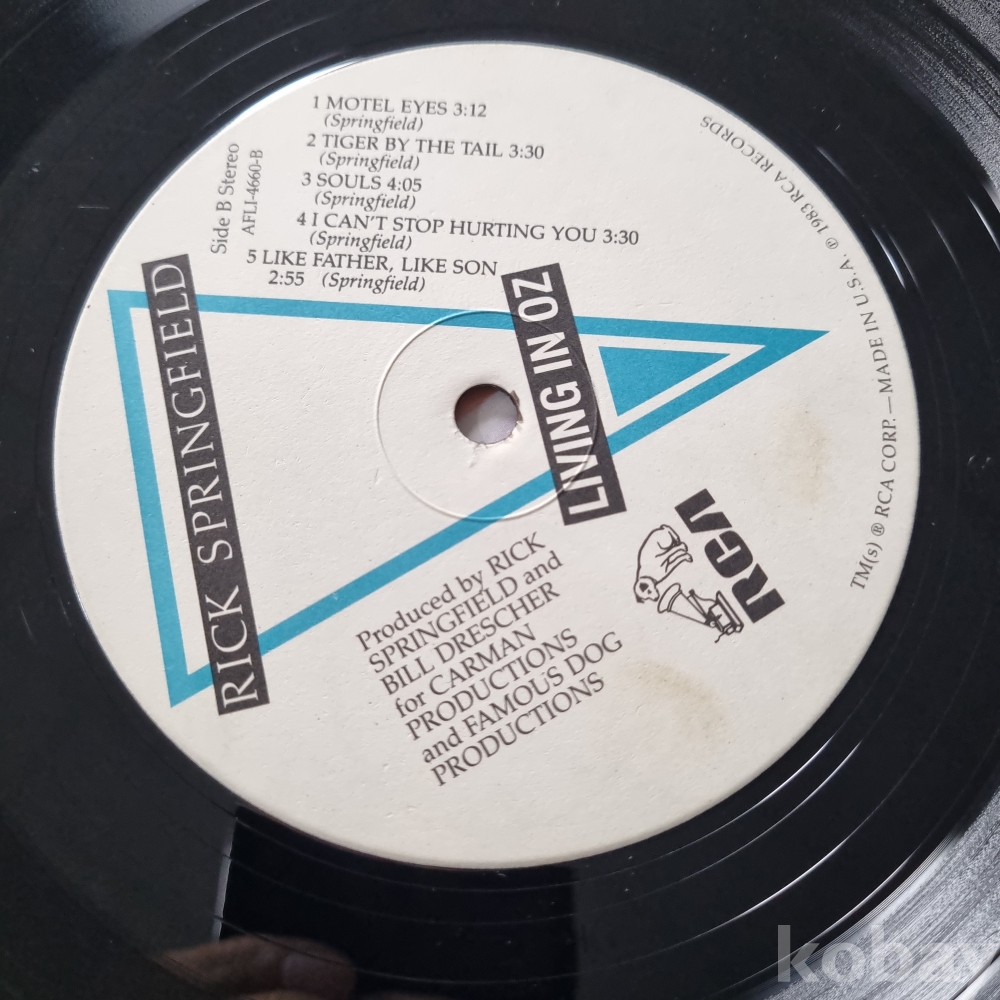 1 MOTEL EYES 3:12
(Springfield)
2 TIGER BY THE TAIL 3:30
(Springfield)
3 SOULS 4:05
(Springfield)
4 I CAN'T STOP HURTING YOU 3:30
(Springfield)
5 LIKE FATHER, LIKE SON
2:55 (Springfield)
Side B Stereo
AFL1-4660-B
RICK SPRINGFIELD
LIVING IN OZ
Produced by RICK
SPRINGFIELD and
BILL DRESCHER
for CARMAN
PRODUCTIONS
and FAMOUS DOG
PRODUCTIONS
RCA
TM(s) ® RCA CORP.—MADE IN U.S.A. ℗ 1983 RCA RECORDS
kobay